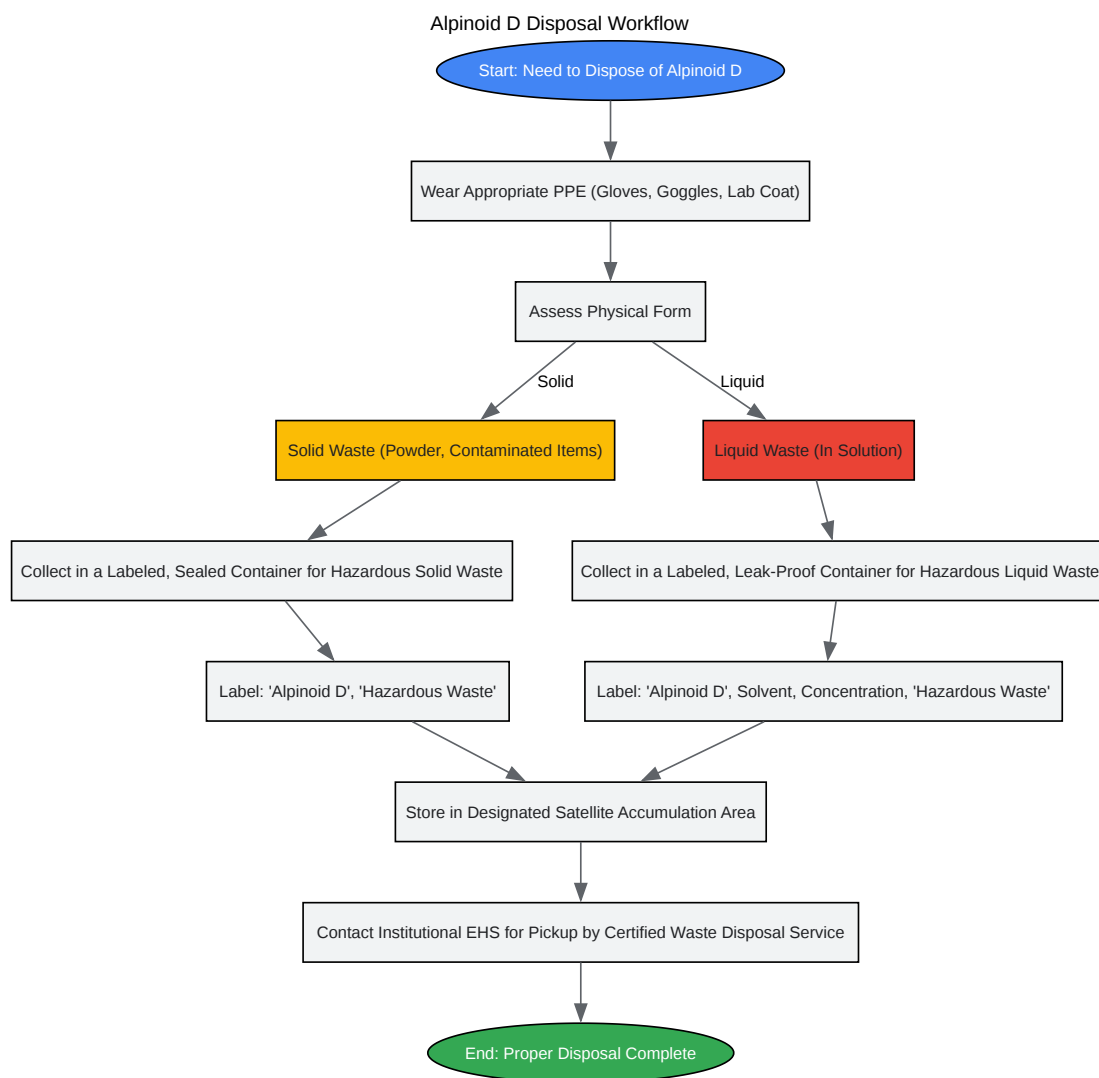 Alpinoid D Disposal Workflow
Start: Need to Dispose of Alpinoid D
Wear Appropriate PPE (Gloves, Goggles, Lab Coat)
Assess Physical Form
Solid
Liquid
Solid Waste (Powder, Contaminated Items)
Liquid Waste (In Solution)
Collect in a Labeled, Sealed Container for Hazardous Solid Waste
Collect in a Labeled, Leak-Proof Container for Hazardous Liquid Waste
Label: 'Alpinoid D', 'Hazardous Waste'
Label: 'Alpinoid D', Solvent, Concentration, 'Hazardous Waste'
Store in Designated Satellite Accumulation Area
Contact Institutional EHS for Pickup by Certified Waste Disposal Service
End: Proper Disposal Complete